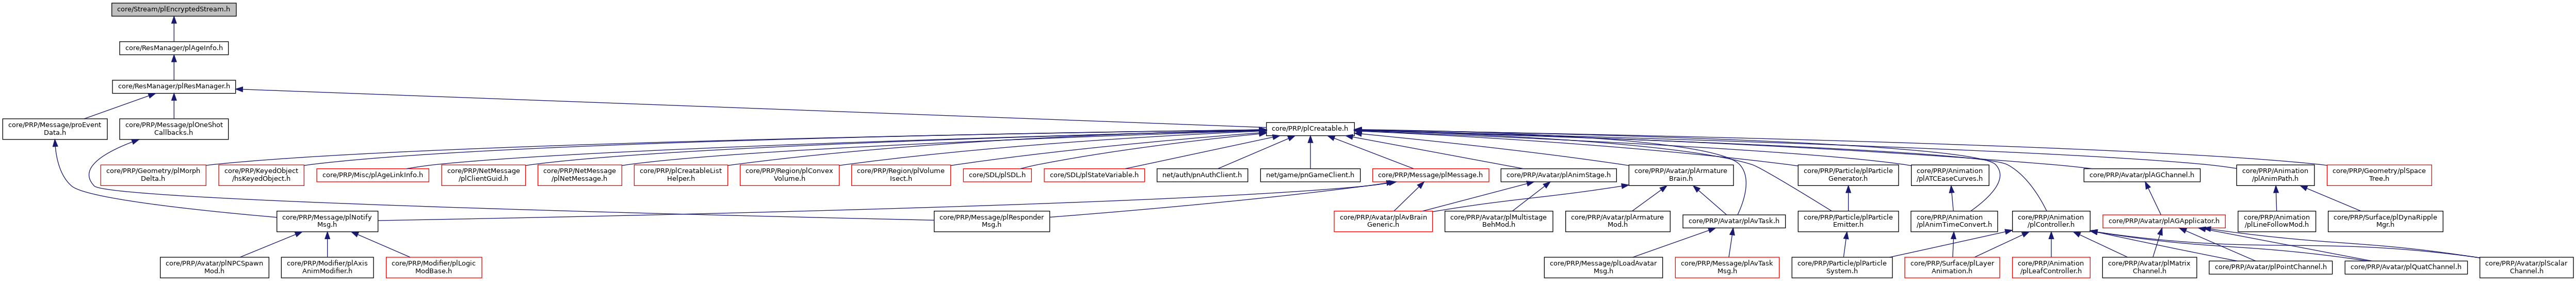 core/Stream/plEncryptedStream.h
core/ResManager/plAgeInfo.h
core/ResManager/plResManager.h
core/PRP/Message/proEvent
Data.h
core/PRP/Message/plOneShot
Callbacks.h
core/PRP/plCreatable.h
core/PRP/Geometry/plMorph
Delta.h
core/PRP/KeyedObject
/hsKeyedObject.h
core/PRP/Misc/plAgeLinkInfo.h
core/PRP/NetMessage
/plClientGuid.h
core/PRP/NetMessage
/plNetMessage.h
core/PRP/plCreatableList
Helper.h
core/PRP/Region/plConvex
Volume.h
core/PRP/Region/plVolume
Isect.h
core/SDL/plSDL.h
core/SDL/plStateVariable.h
net/auth/pnAuthClient.h
net/game/pnGameClient.h
core/PRP/Message/plMessage.h
core/PRP/Avatar/plAnimStage.h
core/PRP/Avatar/plArmature
Brain.h
core/PRP/Particle/plParticle
Generator.h
core/PRP/Animation
/plATCEaseCurves.h
core/PRP/Avatar/plAGChannel.h
core/PRP/Animation
/plAnimPath.h
core/PRP/Geometry/plSpace
Tree.h
core/PRP/Message/plNotify
Msg.h
core/PRP/Message/plResponder
Msg.h
core/PRP/Avatar/plAvBrain
Generic.h
core/PRP/Avatar/plMultistage
BehMod.h
core/PRP/Avatar/plArmature
Mod.h
core/PRP/Avatar/plAvTask.h
core/PRP/Particle/plParticle
Emitter.h
core/PRP/Animation
/plAnimTimeConvert.h
core/PRP/Animation
/plController.h
core/PRP/Avatar/plAGApplicator.h
core/PRP/Animation
/plLineFollowMod.h
core/PRP/Surface/plDynaRipple
Mgr.h
core/PRP/Avatar/plNPCSpawn
Mod.h
core/PRP/Modifier/plAxis
AnimModifier.h
core/PRP/Modifier/plLogic
ModBase.h
core/PRP/Message/plLoadAvatar
Msg.h
core/PRP/Message/plAvTask
Msg.h
core/PRP/Particle/plParticle
System.h
core/PRP/Surface/plLayer
Animation.h
core/PRP/Animation
/plLeafController.h
core/PRP/Avatar/plMatrix
Channel.h
core/PRP/Avatar/plPointChannel.h
core/PRP/Avatar/plQuatChannel.h
core/PRP/Avatar/plScalar
Channel.h